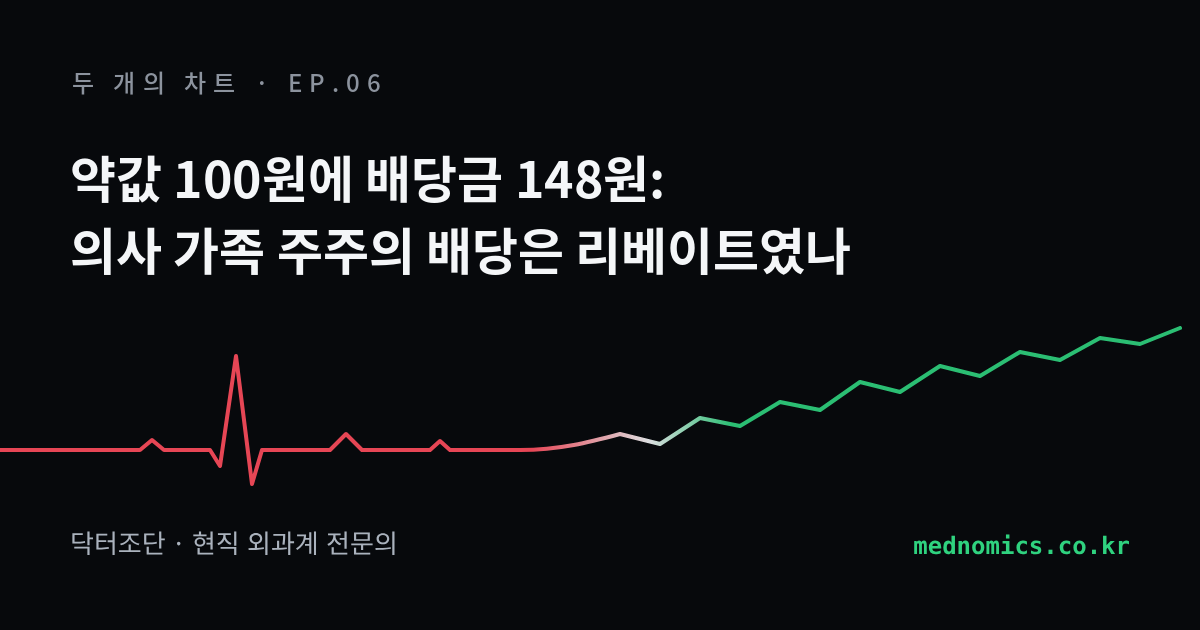 두 개의 차트 · EP.06
약값 100원에 배당금 148원:
의사 가족 주주의 배당은 리베이트였나
닥터조단 · 현직 외과계 전문의
mednomics.co.kr